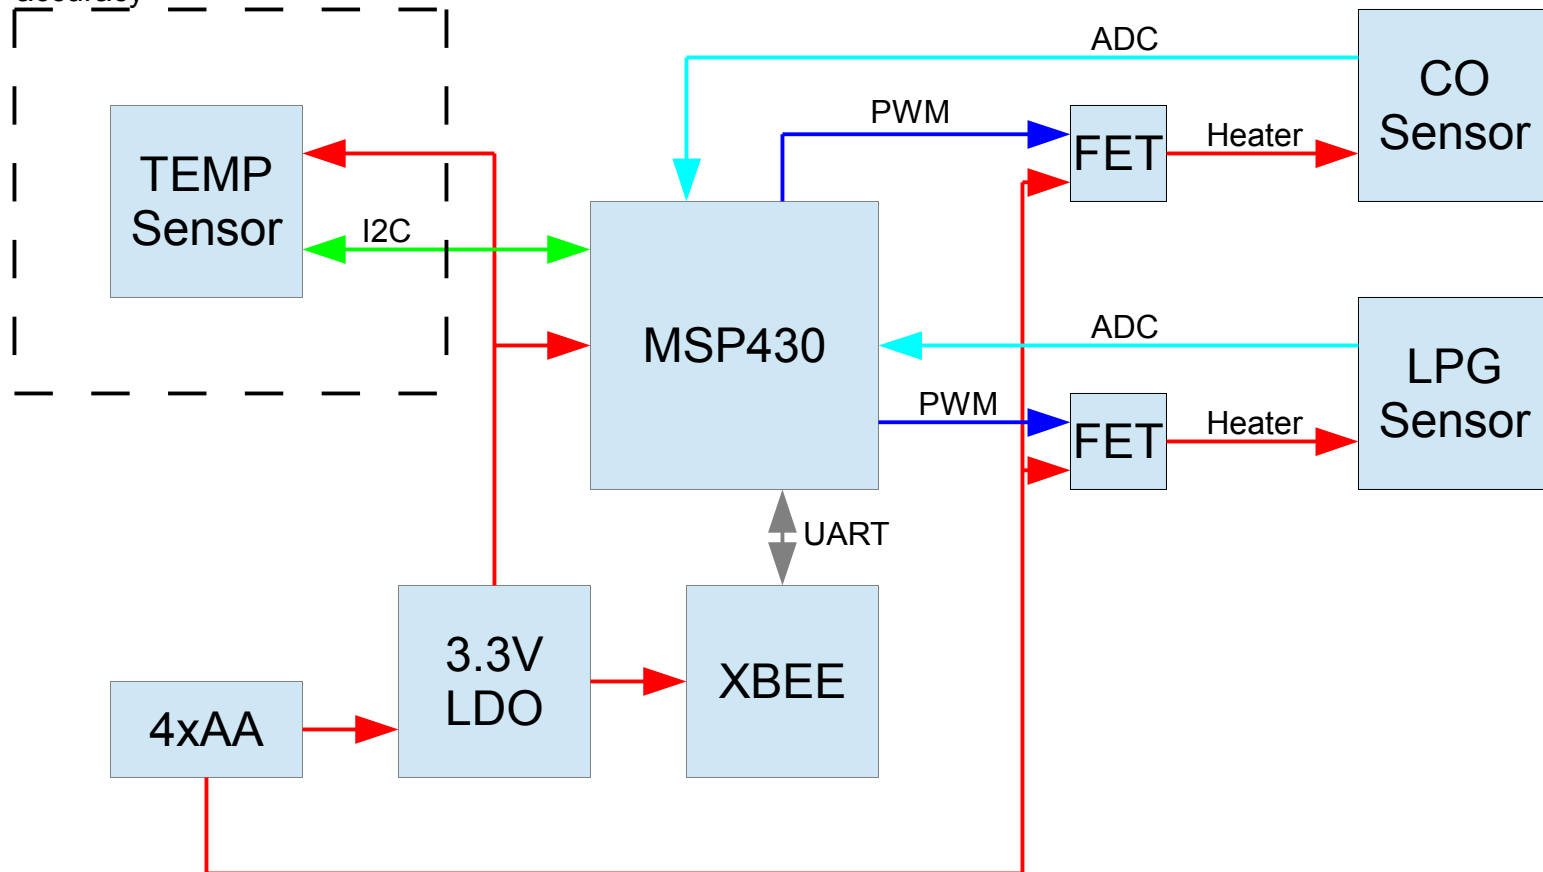 accuracy
ADC
CO
Sensor
PWM
FET
Heater
TEMP
Sensor
I2C
MSP430
ADC
LPG
Sensor
PWM
FET
Heater
UART
3.3V
LDO
XBEE
4xAA